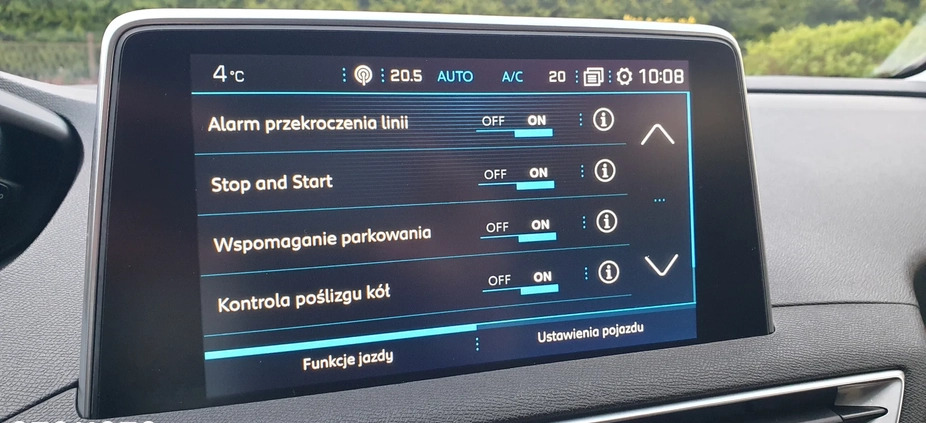 4°C 20.5 AUTO A/C 20 10:08
Alarm przekroczenia linii OFF ON
Stop and Start OFF ON
Wspomaganie parkowania OFF ON
Kontrola poślizgu kół OFF ON
Funkcje jazdy Ustawienia pojazdu